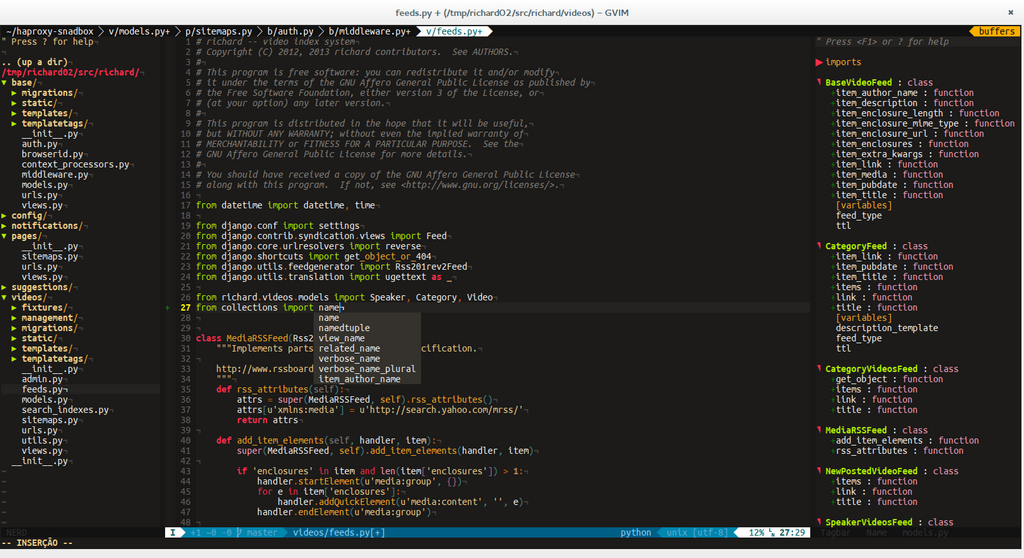 feeds.py + (/tmp/richard02/src/richard/videos) – GVIM
~/haproxy-snadbox v/models.py+ p/sitemaps.py b/auth.py b/middleware.py+ v/feeds.py+ buffers
" Press ? for help
.. (up a dir)
/tmp/richard02/src/richard/
▼ base/
▶ migrations/
▶ static/
▶ templates/
▶ templatetags/
__init__.py
auth.py
browserid.py
context_processors.py
middleware.py
models.py
urls.py
views.py
▶ config/
▶ notifications/
▼ pages/
__init__.py
sitemaps.py
urls.py
views.py
▶ suggestions/
▼ videos/
▶ fixtures/
▶ management/
▶ migrations/
▶ static/
▶ templates/
▶ templatetags/
__init__.py
admin.py
feeds.py
models.py
search_indexes.py
sitemaps.py
urls.py
utils.py
views.py
__init__.py
NERD
1 # richard -- video index system¬
2 # Copyright (C) 2012, 2013 richard contributors.  See AUTHORS.¬
3 #¬
4 # This program is free software: you can redistribute it and/or modify¬
5 # it under the terms of the GNU Affero General Public License as published by¬
6 # the Free Software Foundation, either version 3 of the License, or¬
7 # (at your option) any later version.¬
8 #¬
9 # This program is distributed in the hope that it will be useful,¬
10 # but WITHOUT ANY WARRANTY; without even the implied warranty of¬
11 # MERCHANTABILITY or FITNESS FOR A PARTICULAR PURPOSE.  See the¬
12 # GNU Affero General Public License for more details.¬
13 #¬
14 # You should have received a copy of the GNU Affero General Public License¬
15 # along with this program.  If not, see <http://www.gnu.org/licenses/>.¬
16 ¬
17 from datetime import datetime, time¬
18 ¬
19 from django.conf import settings¬
20 from django.contrib.syndication.views import Feed¬
21 from django.core.urlresolvers import reverse¬
22 from django.shortcuts import get_object_or_404¬
23 from django.utils.feedgenerator import Rss201rev2Feed¬
24 from django.utils.translation import ugettext as _¬
25 ¬
26 from richard.videos.models import Speaker, Category, Video¬
27 from collections import name¬
28 ¬
29 ¬
30 class MediaRSSFeed(Rss2
31 """Implements parts cification.¬
32 ¬
33 http://www.rssboard
34 """¬
35 def rss_attributes(self):¬
36 attrs = super(MediaRSSFeed, self).rss_attributes()¬
37 attrs[u'xmlns:media'] = u'http://search.yahoo.com/mrss/'¬
38 return attrs¬
39 ¬
40 def add_item_elements(self, handler, item):¬
41 super(MediaRSSFeed, self).add_item_elements(handler, item)¬
42 ¬
43 if 'enclosures' in item and len(item['enclosures']) > 1:¬
44 handler.startElement(u'media:group', {})¬
45 for e in item['enclosures']:¬
46 handler.addQuickElement(u'media:content', '', e)¬
47 handler.endElement(u'media:group')¬
48 ¬
name
namedtuple
view_name
related_name
verbose_name
verbose_name_plural
item_author_name
" Press <F1> or ? for help
▶ imports
BaseVideoFeed : class
+item_author_name : function
+item_description : function
+item_enclosure_length : function
+item_enclosure_mime_type : function
+item_enclosure_url : function
+item_enclosures : function
+item_extra_kwargs : function
+item_link : function
+item_media : function
+item_pubdate : function
+item_title : function
[variables]
feed_type
ttl
CategoryFeed : class
+item_link : function
+item_pubdate : function
+item_title : function
+items : function
+link : function
+title : function
[variables]
description_template
feed_type
ttl
CategoryVideosFeed : class
+get_object : function
+items : function
+link : function
+title : function
MediaRSSFeed : class
+add_item_elements : function
+rss_attributes : function
NewPostedVideoFeed : class
+items : function
+link : function
+title : function
SpeakerVideosFeed : class
I +1 ~0 -0 master videos/feeds.py[+] python unix [utf-8] 12% 27:29 Tagbar Name models.py
-- INSERÇÃO --